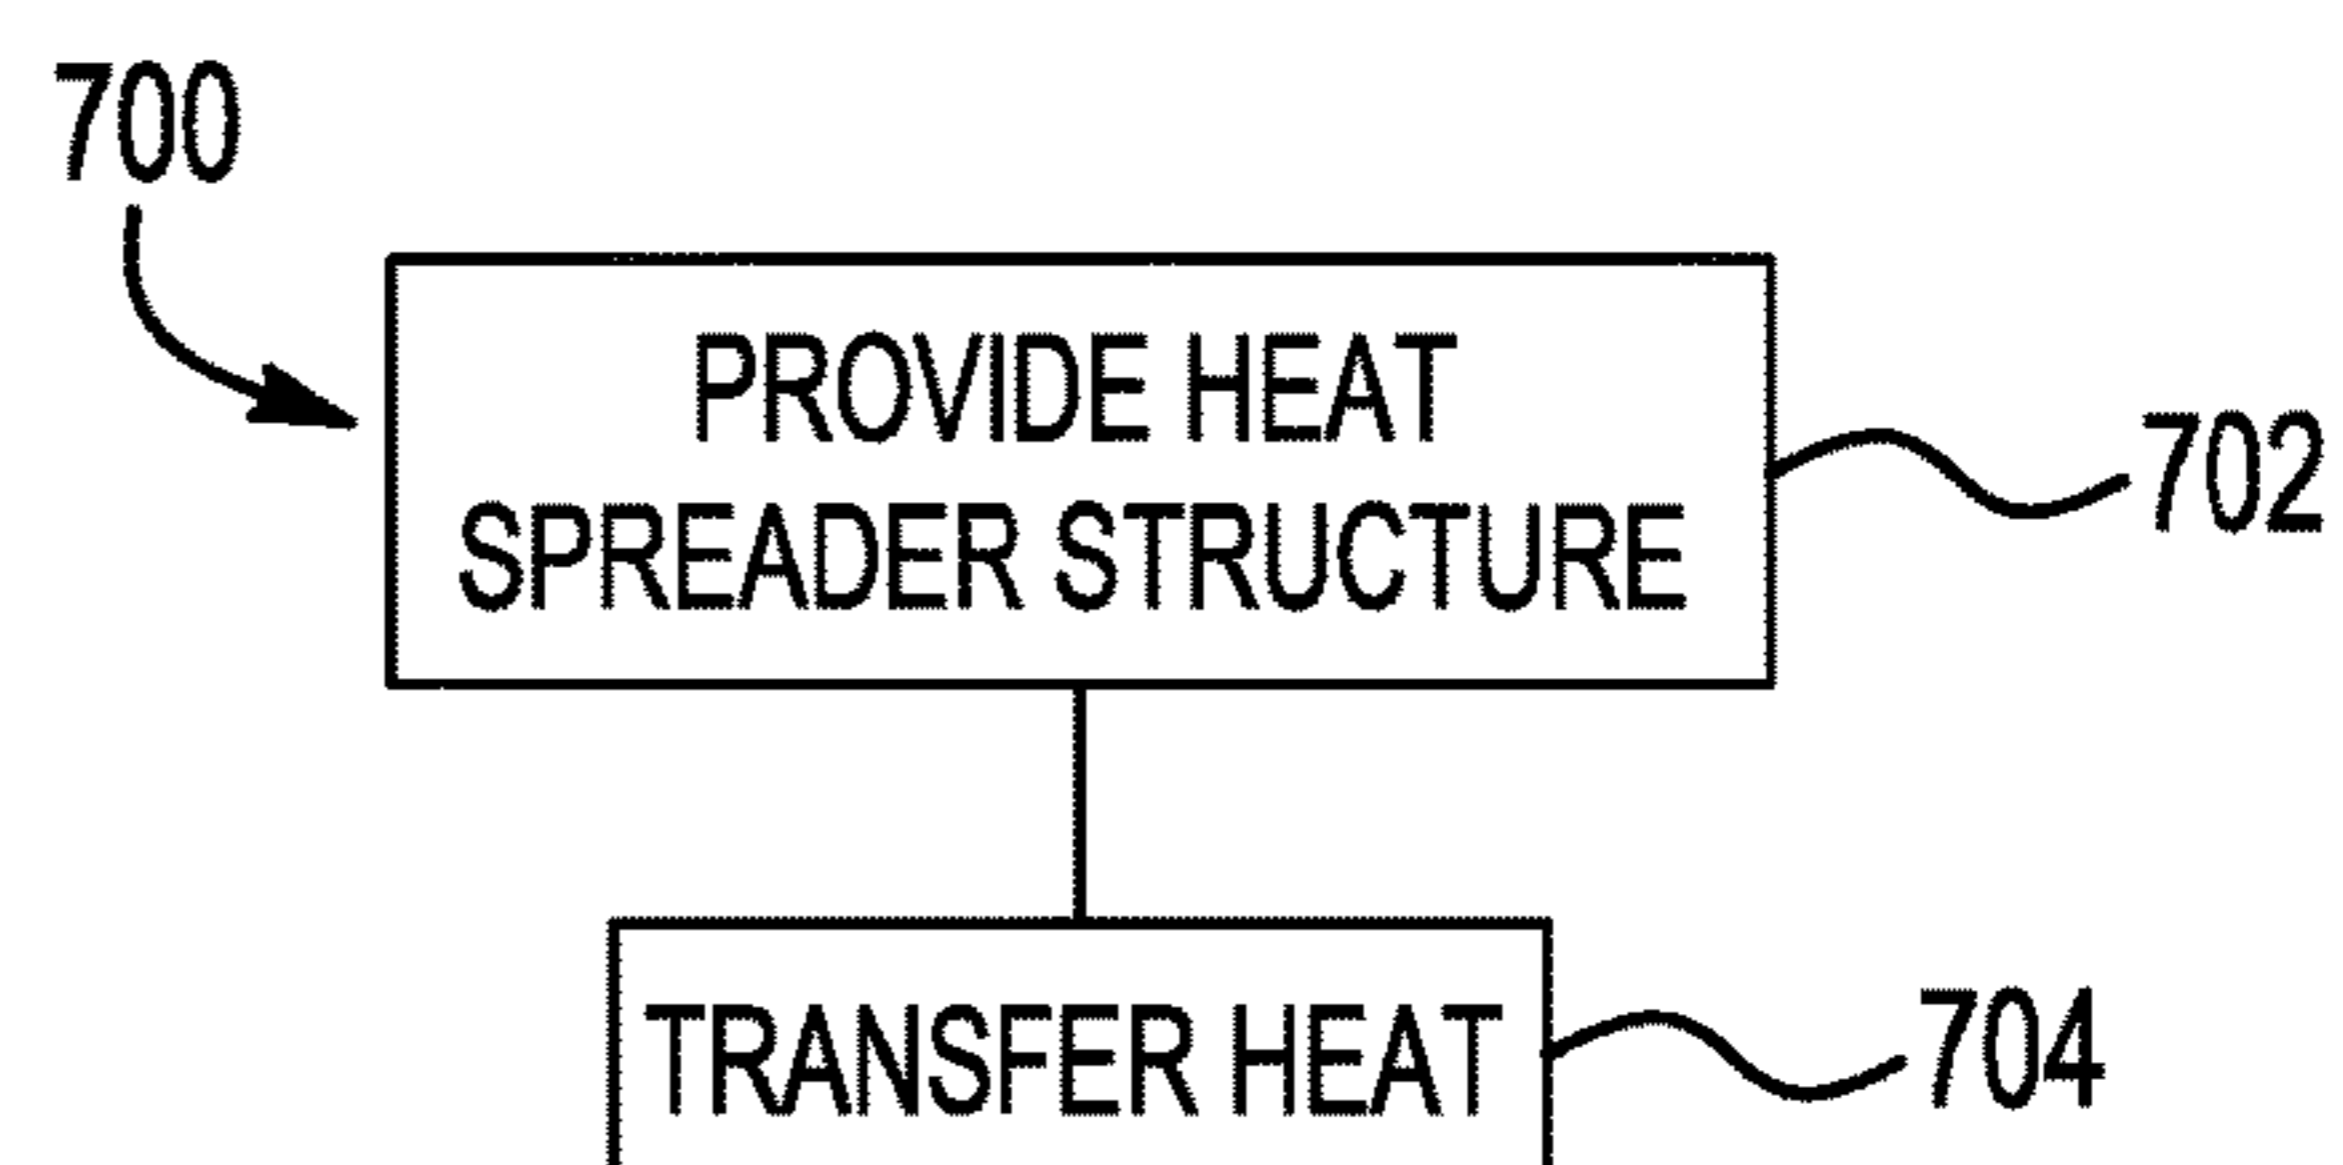 700
PROVIDE HEAT
SPREADER STRUCTURE
702
TRANSFER HEAT
704